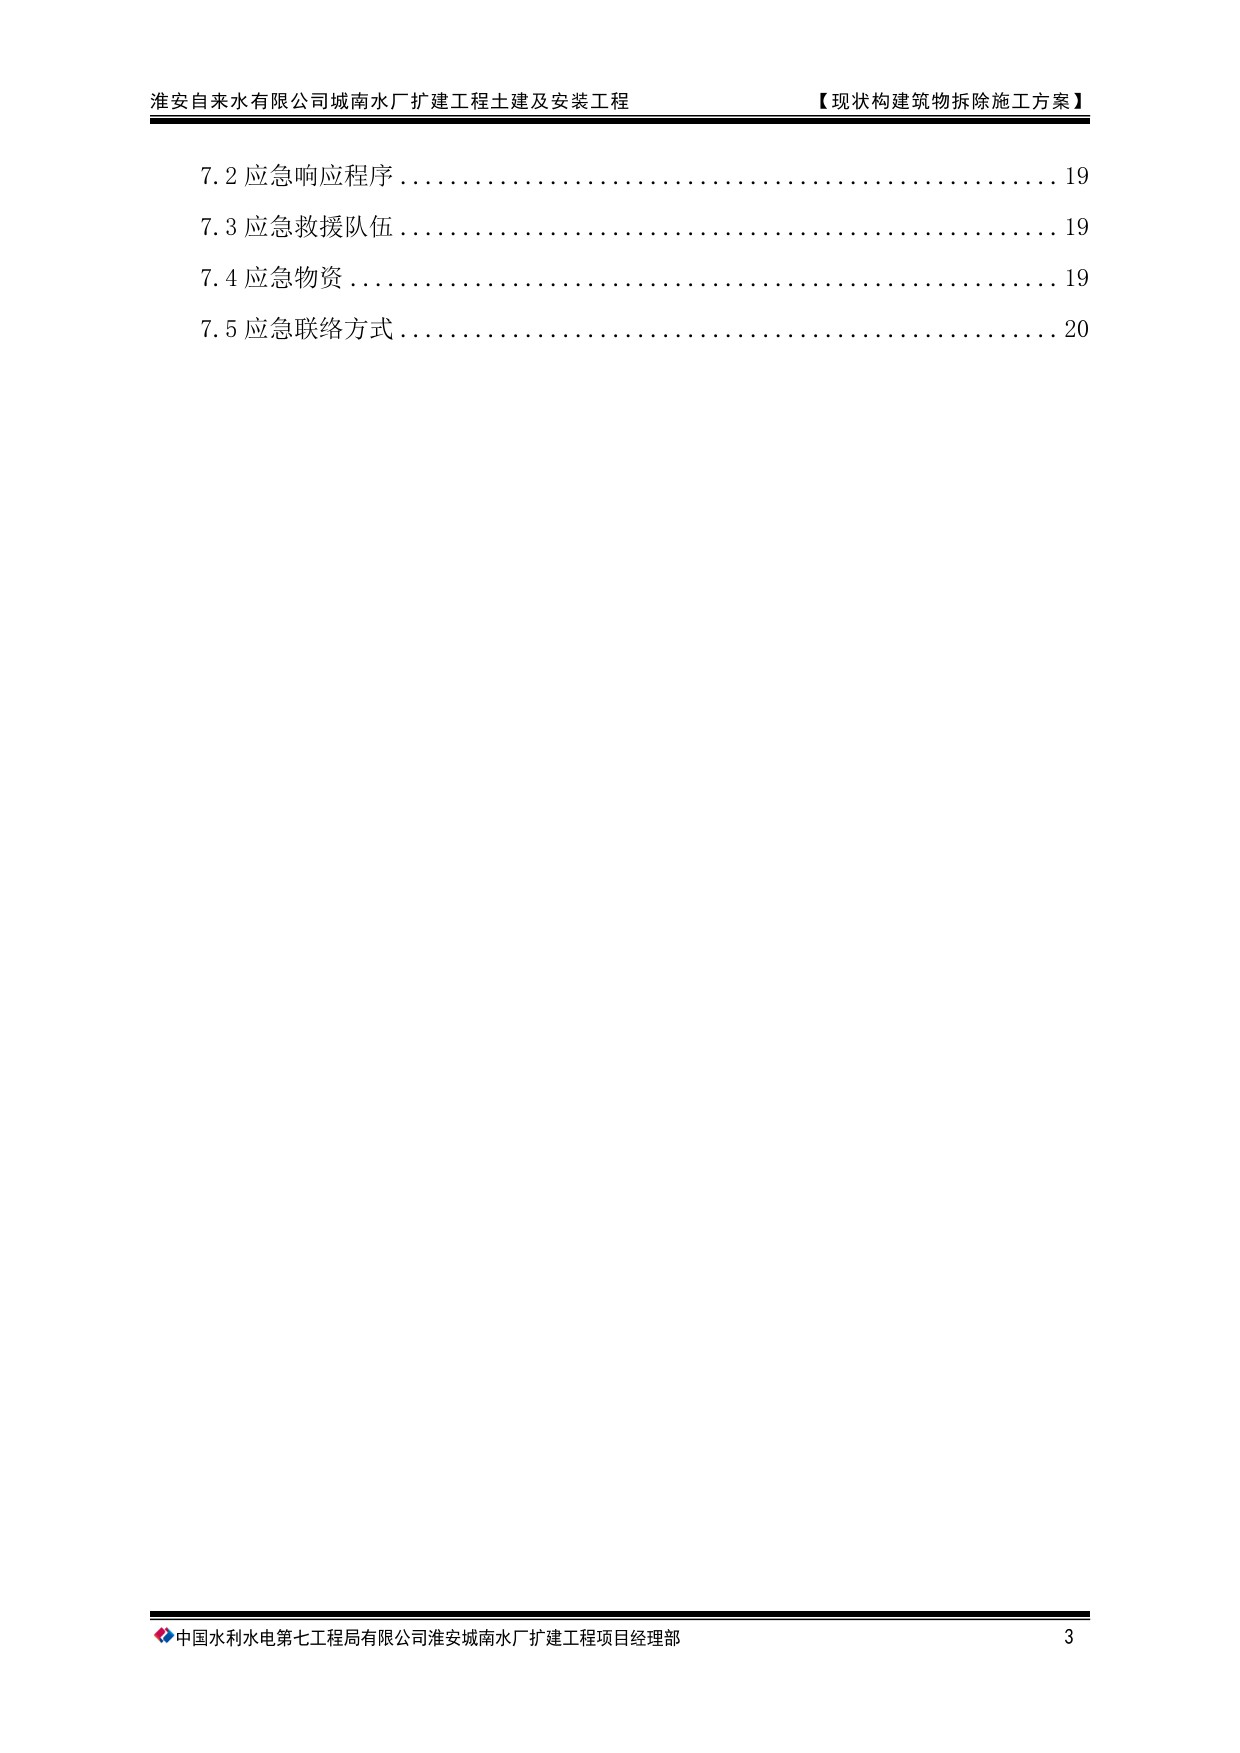 淮安自来水有限公司城南水厂扩建工程土建及安装工程 【现状构建筑物拆除施工方案】
7.2 应急响应程序.....................................................19
7.3 应急救援队伍.....................................................19
7.4 应急物资.........................................................19
7.5 应急联络方式.....................................................20
中国水利水电第七工程局有限公司淮安城南水厂扩建工程项目经理部 3